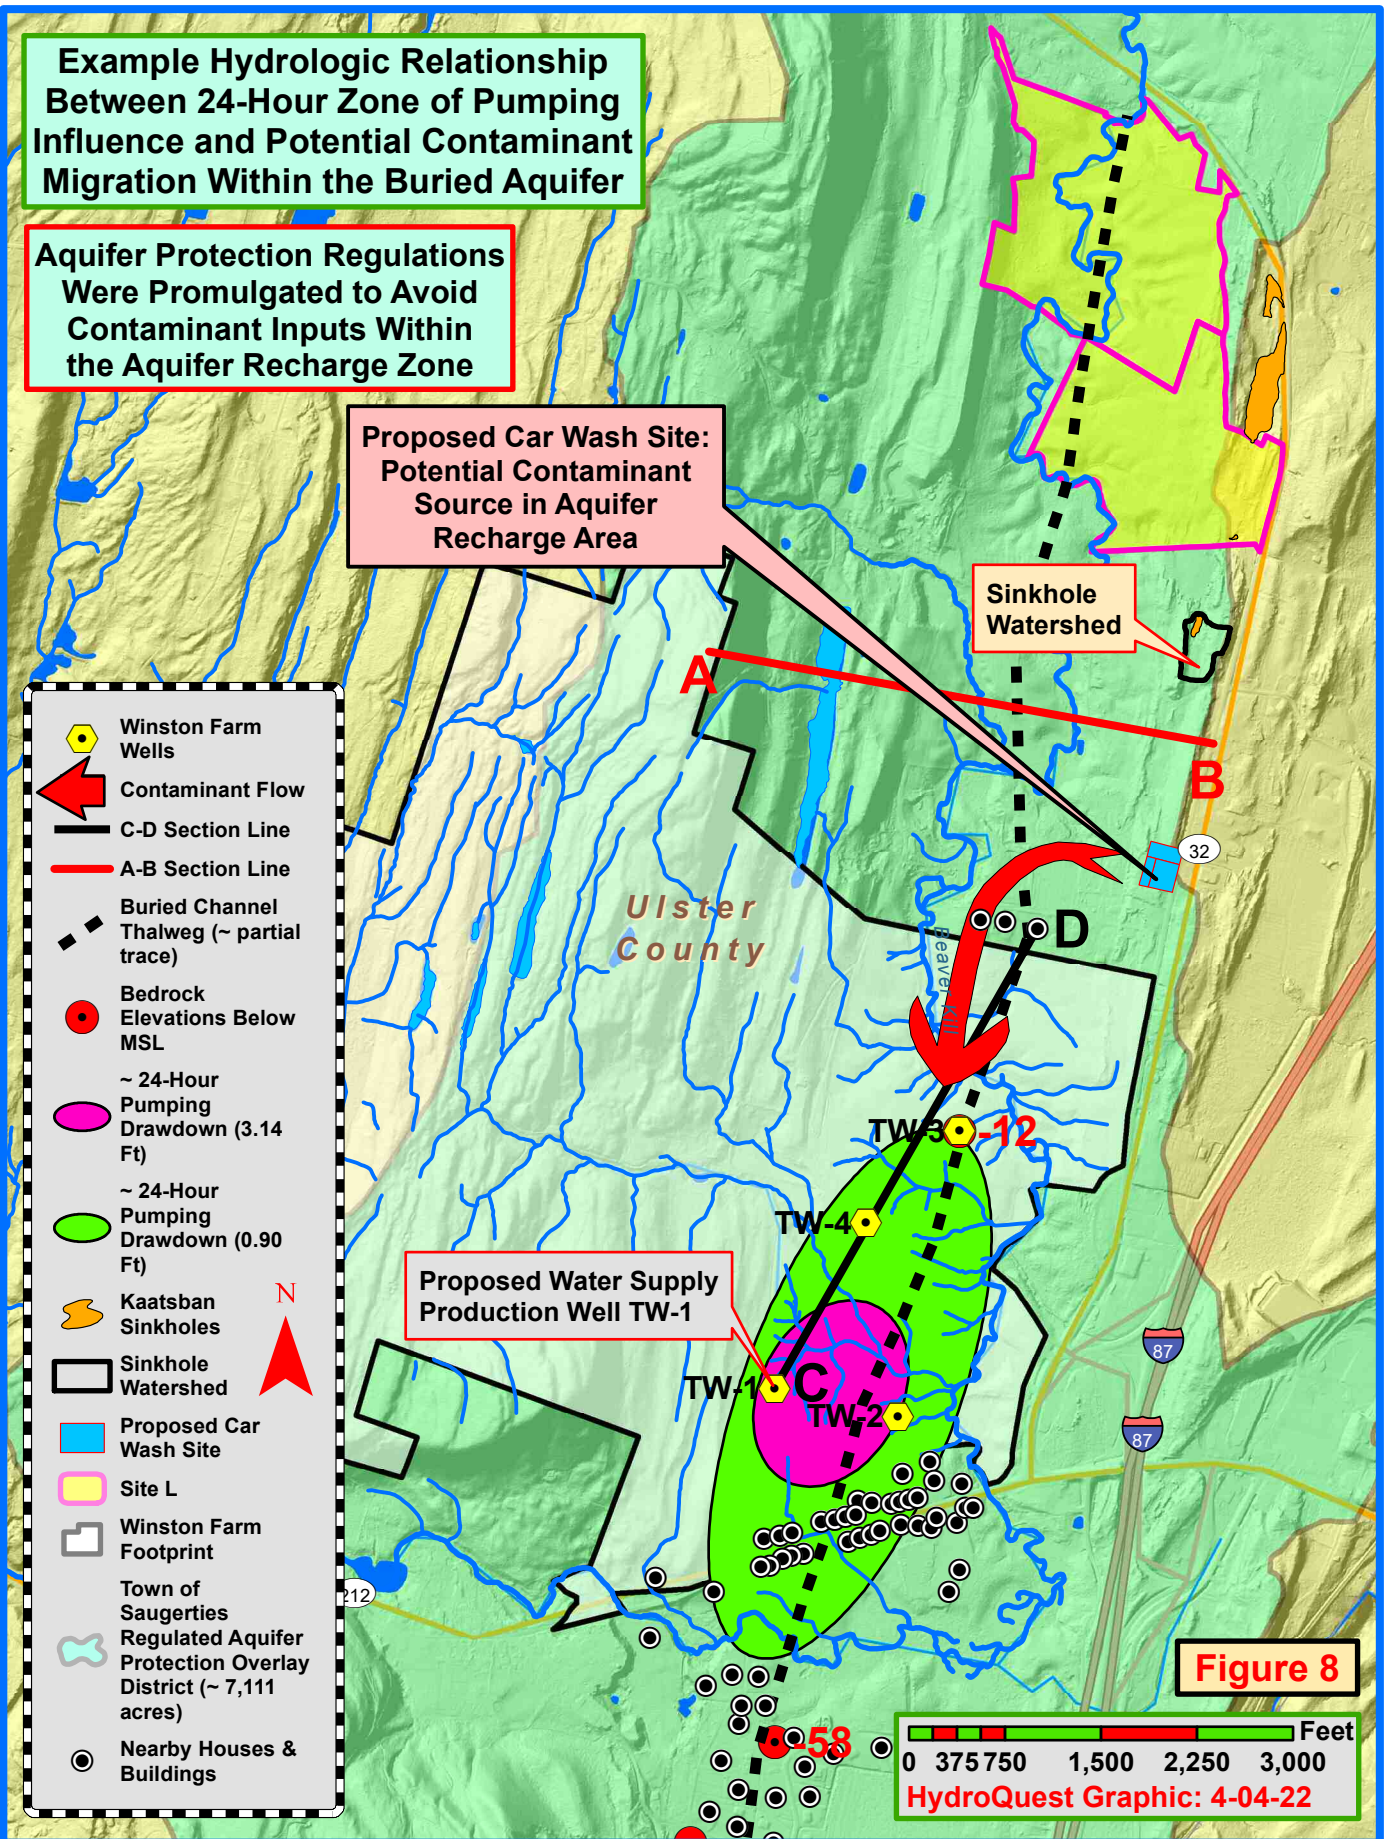 Example Hydrologic Relationship
Between 24-Hour Zone of Pumping
Influence and Potential Contaminant
Migration Within the Buried Aquifer
Aquifer Protection Regulations
Were Promulgated to Avoid
Contaminant Inputs Within
the Aquifer Recharge Zone
Proposed Car Wash Site:
Potential Contaminant
Source in Aquifer
Recharge Area
Sinkhole
Watershed
A
B
32
Ulster
County
D
Beaver Kill
TW-3
-12
TW-4
Proposed Water Supply
Production Well TW-1
TW-1
C
TW-2
87
87
212
-58
Winston Farm
Wells
Contaminant Flow
C-D Section Line
A-B Section Line
Buried Channel
Thalweg (~ partial
trace)
Bedrock
Elevations Below
MSL
~ 24-Hour
Pumping
Drawdown (3.14
Ft)
~ 24-Hour
Pumping
Drawdown (0.90
Ft)
Kaatsban
Sinkholes
N
Sinkhole
Watershed
Proposed Car
Wash Site
Site L
Winston Farm
Footprint
Town of
Saugerties
Regulated Aquifer
Protection Overlay
District (~ 7,111
acres)
Nearby Houses &
Buildings
Figure 8
Feet
0 375 750 1,500 2,250 3,000
HydroQuest Graphic: 4-04-22